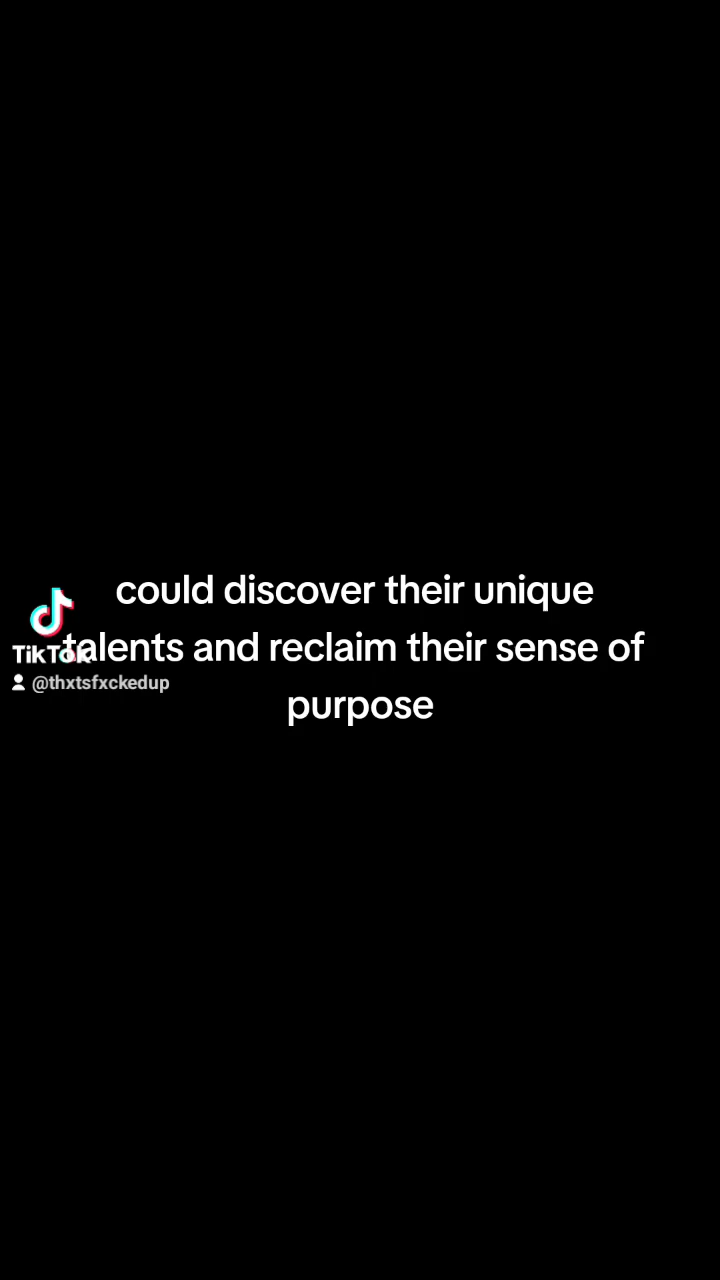 could discover their unique
talents and reclaim their sense of
purpose
TikTok
@thxtsfxckedup